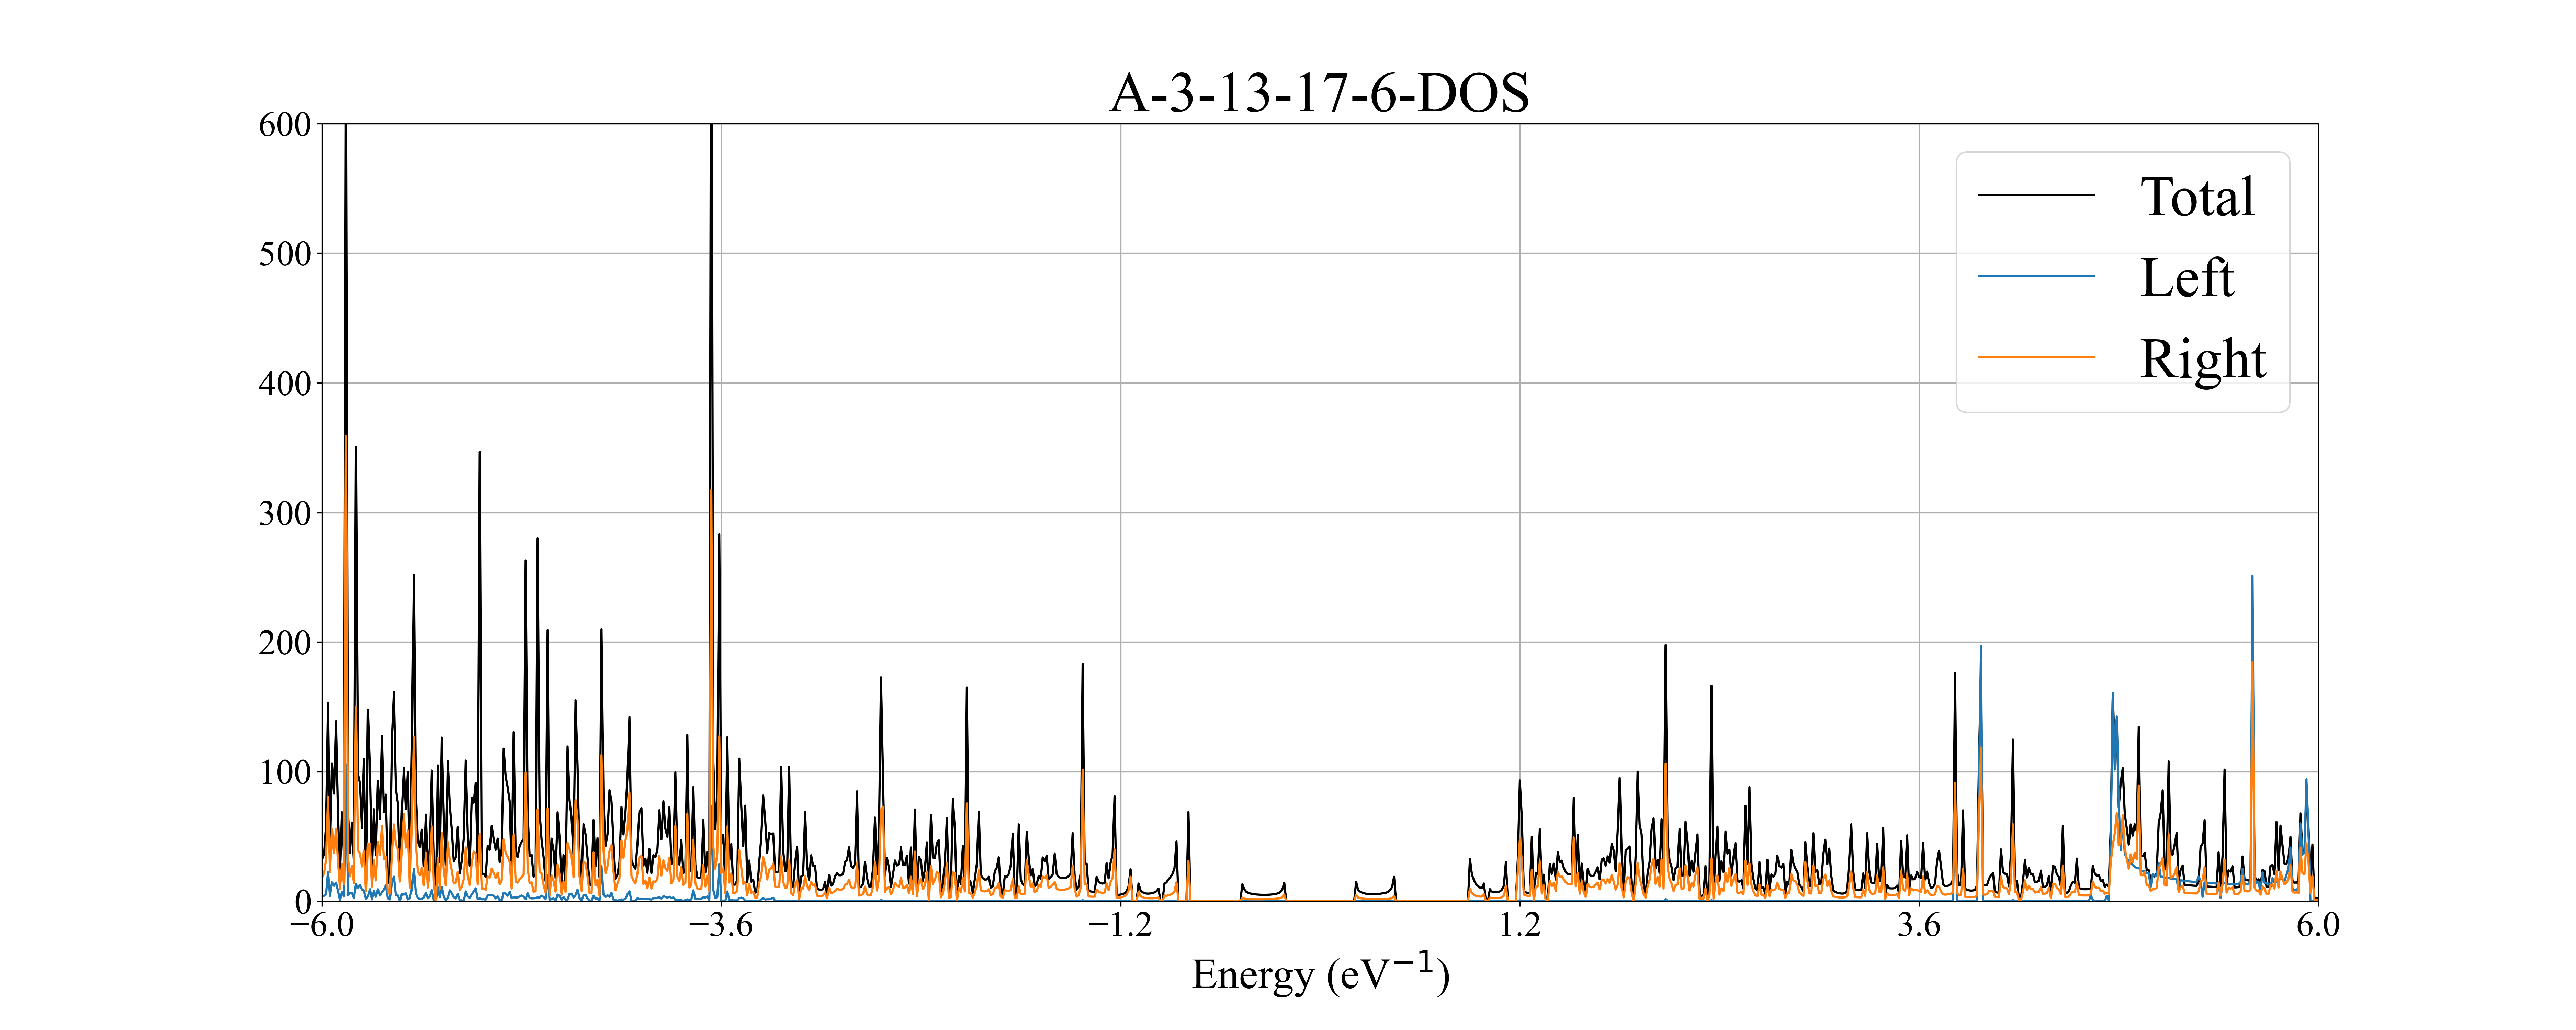 A-3-13-17-6-DOS
600
500
400
300
200
100
0
Total
Left
Right
−6.0 −3.6 −1.2 1.2 3.6 6.0
Energy (eV⁻¹)